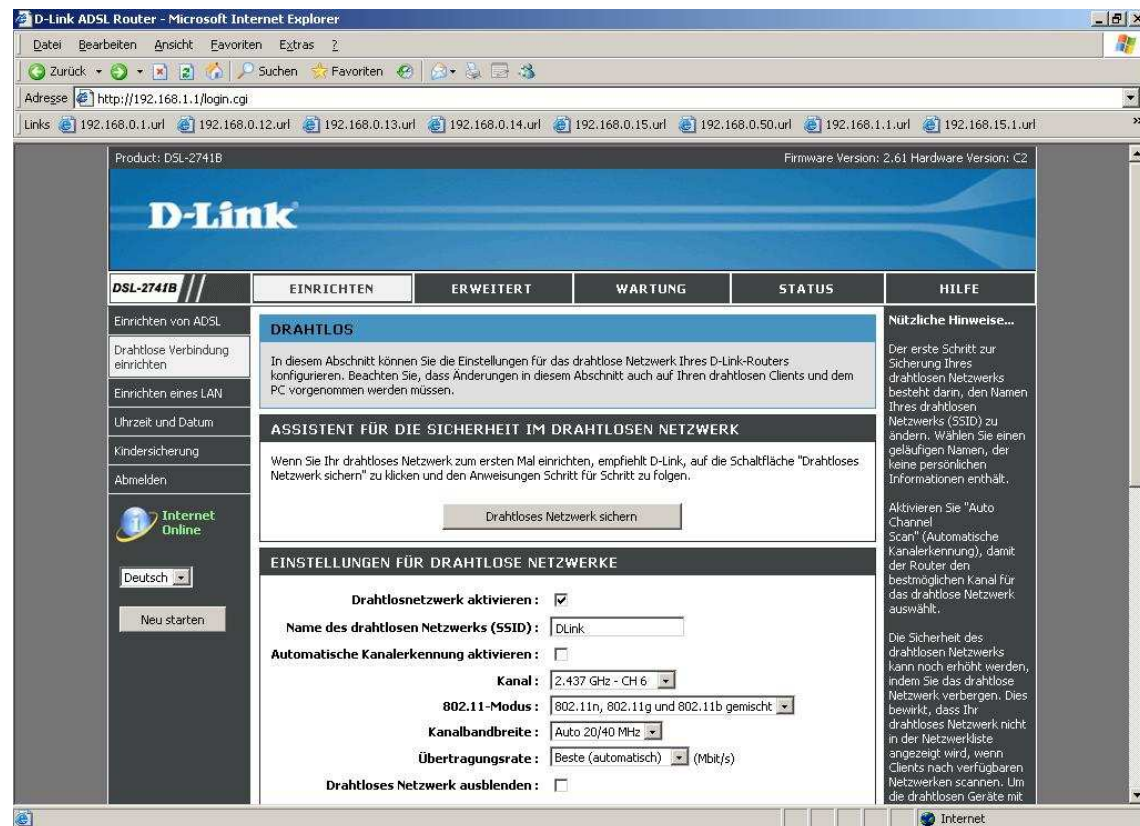 D-Link ADSL Router - Microsoft Internet Explorer
Datei Bearbeiten Ansicht Favoriten Extras ?
Zurück Suchen Favoriten
Adresse http://192.168.1.1/login.cgi
Links 192.168.0.1.url 192.168.0.12.url 192.168.0.13.url 192.168.0.14.url 192.168.0.15.url 192.168.0.50.url 192.168.1.1.url 192.168.15.1.url »
Product: DSL-2741B Firmware Version: 2.61 Hardware Version: C2
D-Link
DSL-2741B EINRICHTEN ERWEITERT WARTUNG STATUS HILFE
Einrichten von ADSL
Drahtlose Verbindung
einrichten
Einrichten eines LAN
Uhrzeit und Datum
Kindersicherung
Abmelden
Internet
Online
Deutsch
Neu starten
DRAHTLOS
In diesem Abschnitt können Sie die Einstellungen für das drahtlose Netzwerk Ihres D-Link-Routers
konfigurieren. Beachten Sie, dass Änderungen in diesem Abschnitt auch auf Ihren drahtlosen Clients und dem
PC vorgenommen werden müssen.
ASSISTENT FÜR DIE SICHERHEIT IM DRAHTLOSEN NETZWERK
Wenn Sie Ihr drahtloses Netzwerk zum ersten Mal einrichten, empfiehlt D-Link, auf die Schaltfläche "Drahtloses
Netzwerk sichern" zu klicken und den Anweisungen Schritt für Schritt zu folgen.
Drahtloses Netzwerk sichern
EINSTELLUNGEN FÜR DRAHTLOSE NETZWERKE
Drahtlosnetzwerk aktivieren :
Name des drahtlosen Netzwerks (SSID) : DLink
Automatische Kanalerkennung aktivieren :
Kanal : 2.437 GHz - CH 6
802.11-Modus : 802.11n, 802.11g und 802.11b gemischt
Kanalbandbreite : Auto 20/40 MHz
Übertragungsrate : Beste (automatisch) (Mbit/s)
Drahtloses Netzwerk ausblenden :
Nützliche Hinweise...
Der erste Schritt zur
Sicherung Ihres
drahtlosen Netzwerks
besteht darin, den Namen
Ihres drahtlosen
Netzwerks (SSID) zu
ändern. Wählen Sie einen
geläufigen Namen, der
keine persönlichen
Informationen enthält.
Aktivieren Sie "Auto
Channel
Scan" (Automatische
Kanalerkennung), damit
der Router den
bestmöglichen Kanal für
das drahtlose Netzwerk
auswählt.
Die Sicherheit des
drahtlosen Netzwerks
kann noch erhöht werden,
indem Sie das drahtlose
Netzwerk verbergen. Dies
bewirkt, dass Ihr
drahtloses Netzwerk nicht
in der Netzwerkliste
angezeigt wird, wenn
Clients nach verfügbaren
Netzwerken scannen. Um
die drahtlosen Geräte mit
Internet